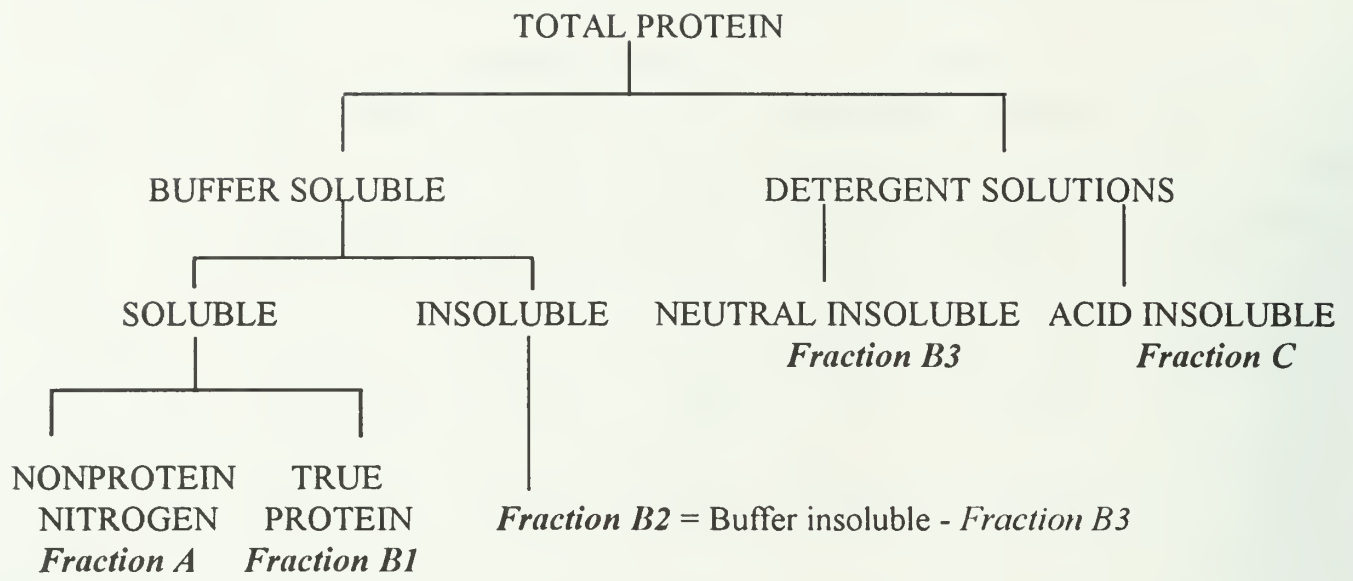 TOTAL PROTEIN
BUFFER SOLUBLE
DETERGENT SOLUTIONS
SOLUBLE
INSOLUBLE
NEUTRAL INSOLUBLE
Fraction B3
ACID INSOLUBLE
Fraction C
NONPROTEIN
NITROGEN
Fraction A
TRUE
PROTEIN
Fraction B1
Fraction B2 = Buffer insoluble - Fraction B3